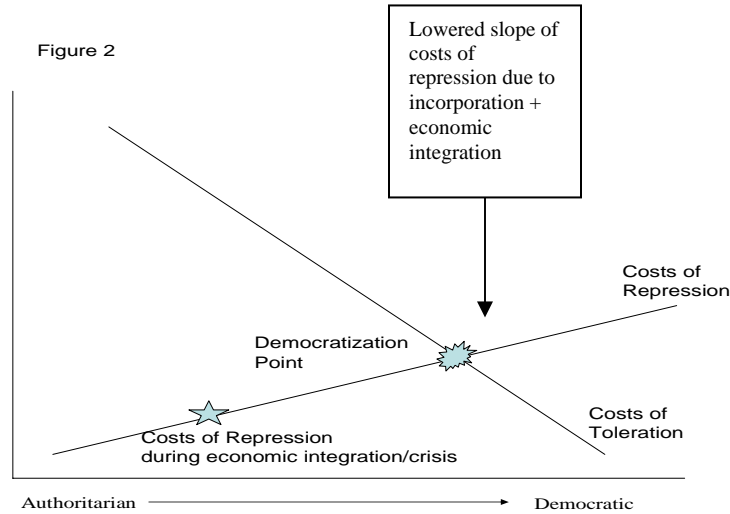 Figure 2
Lowered slope of
costs of
repression due to
incorporation +
economic
integration
Costs of
Repression
Democratization
Point
Costs of
Toleration
Costs of Repression
during economic integration/crisis
Authoritarian
Democratic